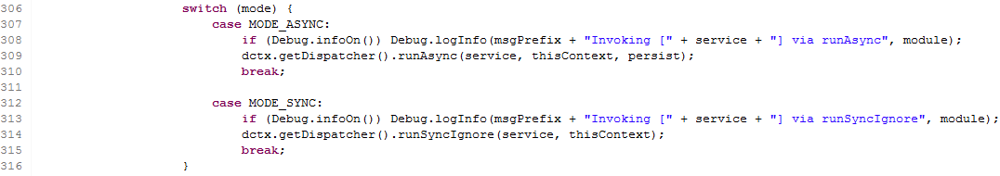 306 switch (mode) {
307 case MODE_ASYNC:
308 if (Debug.infoOn()) Debug.logInfo(msgPrefix + "Invoking [" + service + "] via runAsync", module);
309 dctx.getDispatcher().runAsync(service, thisContext, persist);
310 break;
311
312 case MODE_SYNC:
313 if (Debug.infoOn()) Debug.logInfo(msgPrefix + "Invoking [" + service + "] via runSyncIgnore", module);
314 dctx.getDispatcher().runSyncIgnore(service, thisContext);
315 break;
316 }